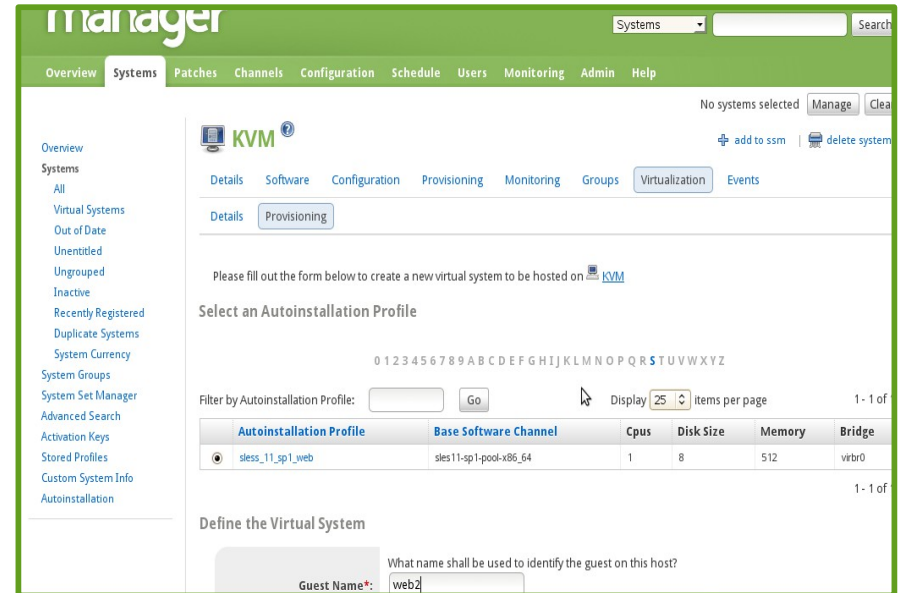 manager
Systems Search
Overview Systems Patches Channels Configuration Schedule Users Monitoring Admin Help
No systems selected Manage
KVM ?
add to ssm | delete system
Overview
Systems
All
Virtual Systems
Out of Date
Unentitled
Ungrouped
Inactive
Recently Registered
Duplicate Systems
System Currency
System Groups
System Set Manager
Advanced Search
Activation Keys
Stored Profiles
Custom System Info
Autoinstallation
Details Software Configuration Provisioning Monitoring Groups Virtualization Events
Details Provisioning
Please fill out the form below to create a new virtual system to be hosted on KVM
Select an Autoinstallation Profile
0 1 2 3 4 5 6 7 8 9 A B C D E F G H I J K L M N O P Q R S T U V W X Y Z
Filter by Autoinstallation Profile: Go Display 25 items per page 1 - 1 of
Autoinstallation Profile Base Software Channel Cpus Disk Size Memory Bridge
sless_11_sp1_web sles11-sp1-pool-x86_64 1 8 512 virbr0
1 - 1 of
Define the Virtual System
What name shall be used to identify the guest on this host?
Guest Name*: web2